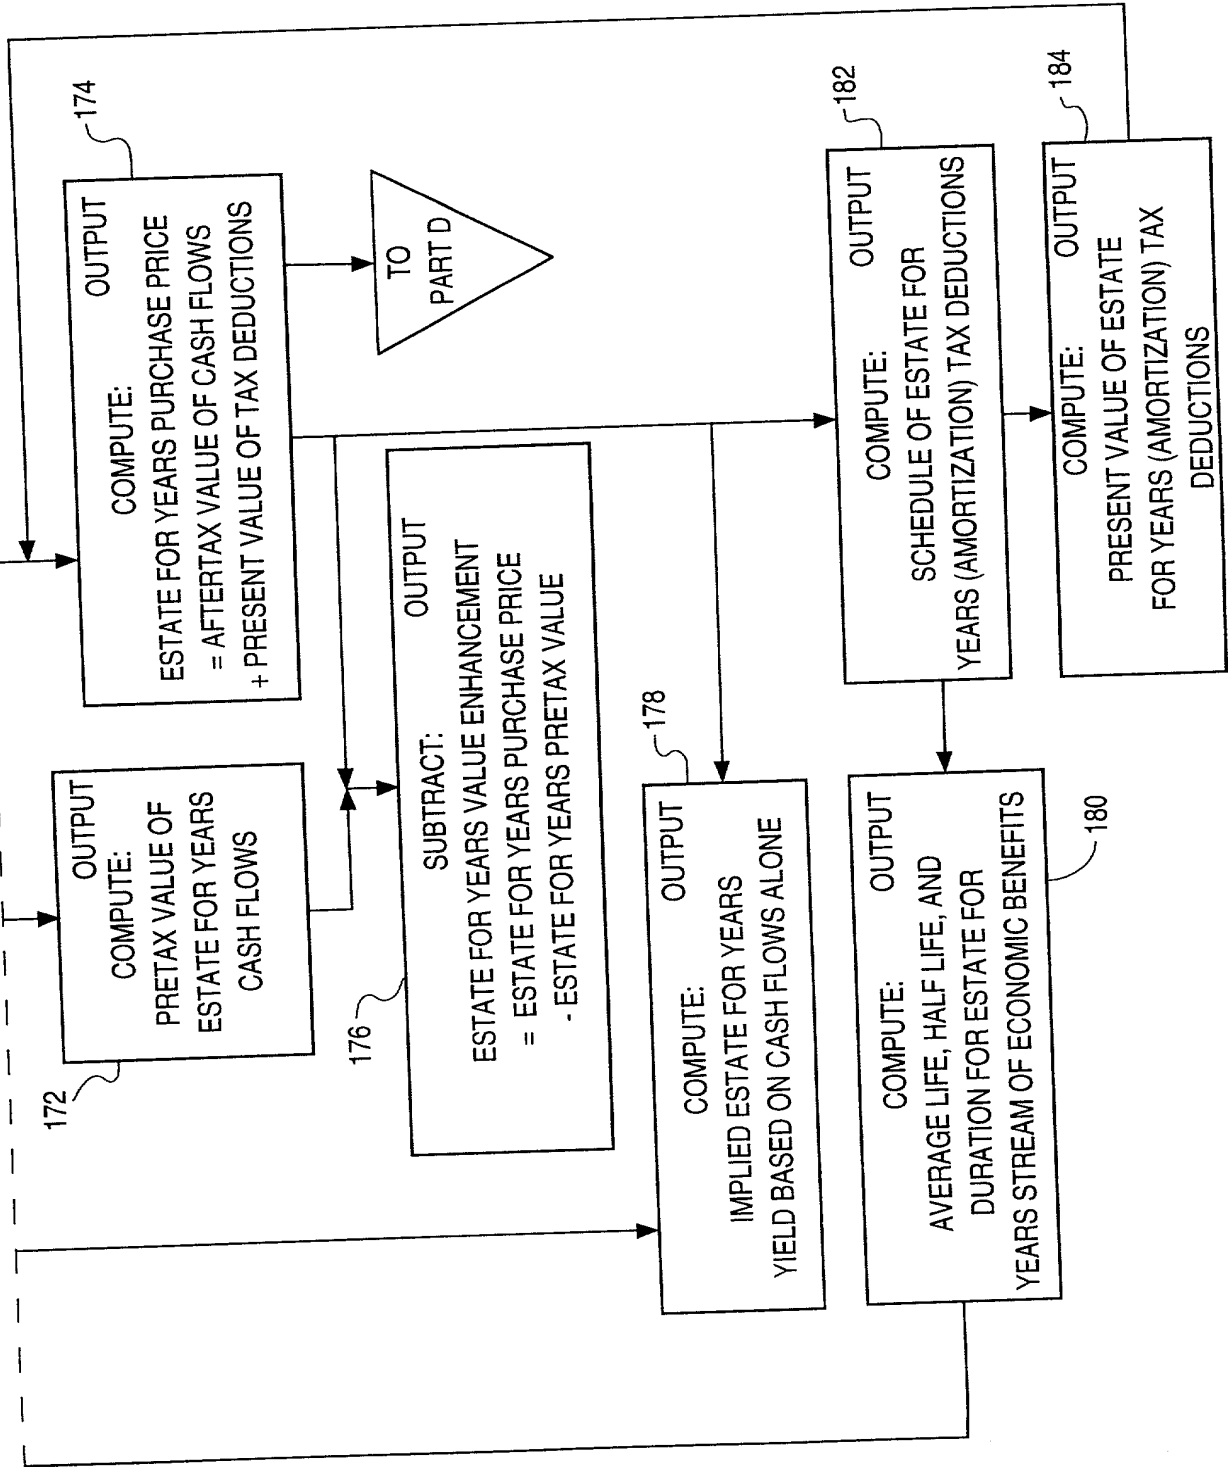 172
OUTPUT
COMPUTE:
PRETAX VALUE OF
ESTATE FOR YEARS
CASH FLOWS
174
OUTPUT
COMPUTE:
ESTATE FOR YEARS PURCHASE PRICE
= AFTERTAX VALUE OF CASH FLOWS
+ PRESENT VALUE OF TAX DEDUCTIONS
TO
PART D
176
OUTPUT
SUBTRACT:
ESTATE FOR YEARS VALUE ENHANCEMENT
= ESTATE FOR YEARS PURCHASE PRICE
- ESTATE FOR YEARS PRETAX VALUE
178
OUTPUT
COMPUTE:
IMPLIED ESTATE FOR YEARS
YIELD BASED ON CASH FLOWS ALONE
180
OUTPUT
COMPUTE:
AVERAGE LIFE, HALF LIFE, AND
DURATION FOR ESTATE FOR
YEARS STREAM OF ECONOMIC BENEFITS
182
COMPUTE: OUTPUT
SCHEDULE OF ESTATE FOR
YEARS (AMORTIZATION) TAX DEDUCTIONS
184
COMPUTE: OUTPUT
PRESENT VALUE OF ESTATE
FOR YEARS (AMORTIZATION) TAX
DEDUCTIONS